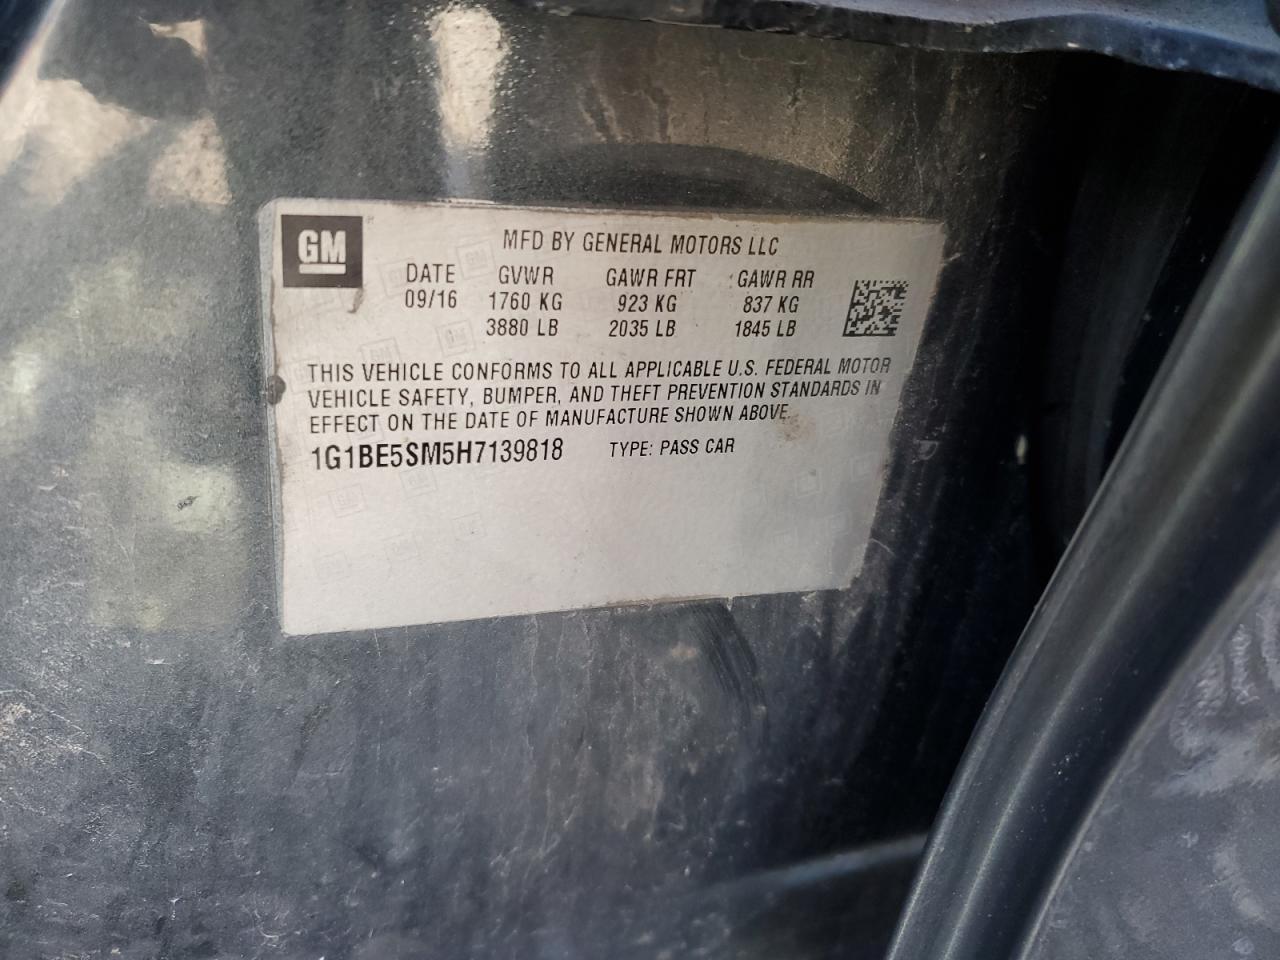 GM
MFD BY GENERAL MOTORS LLC
DATE GVWR GAWR FRT GAWR RR
09/16 1760 KG 923 KG 837 KG
3880 LB 2035 LB 1845 LB
THIS VEHICLE CONFORMS TO ALL APPLICABLE U.S. FEDERAL MOTOR
VEHICLE SAFETY, BUMPER, AND THEFT PREVENTION STANDARDS IN
EFFECT ON THE DATE OF MANUFACTURE SHOWN ABOVE.
1G1BE5SM5H7139818 TYPE: PASS CAR